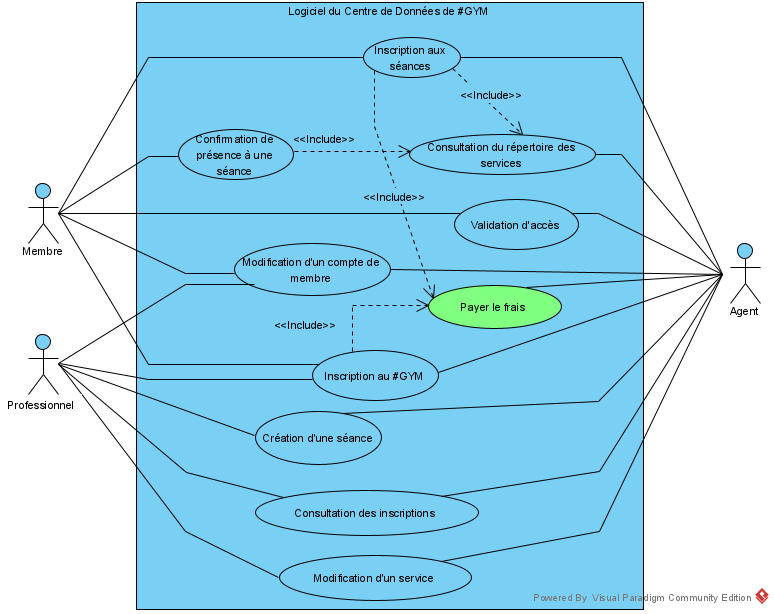 Logiciel du Centre de Données de #GYM
Inscription aux
séances
<<Include>>
Confirmation de
présence à une
séance
<<Include>>
Consultation du répertoire des
services
<<Include>>
Membre
Validation d'accès
Modification d'un compte de
membre
Payer le frais
Agent
<<Include>>
Professionnel
Inscription au #GYM
Création d'une séance
Consultation des inscriptions
Modification d'un service
Powered By Visual Paradigm Community Edition